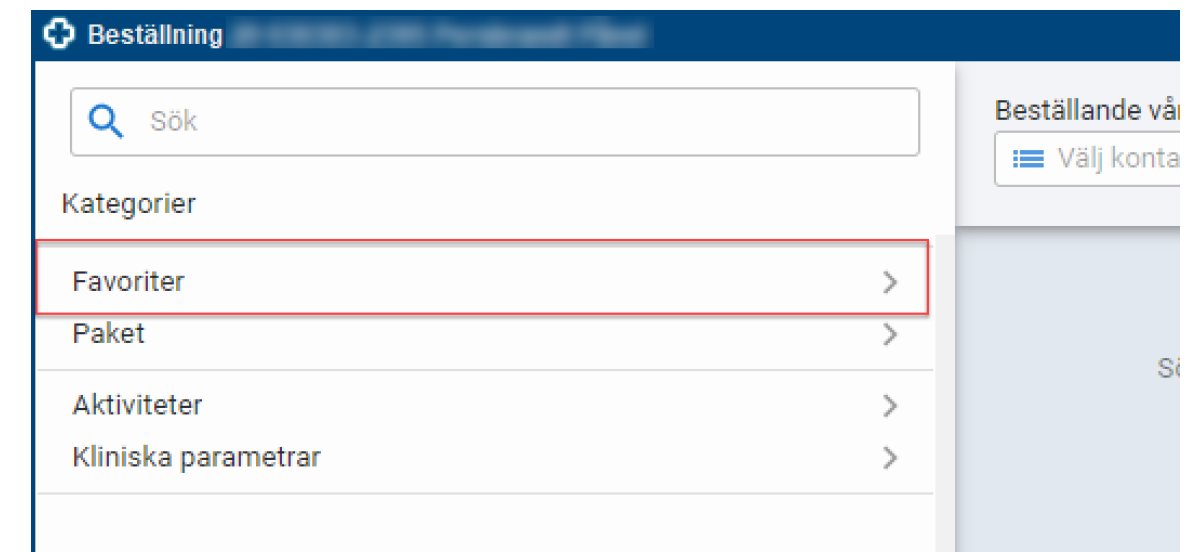 Beställning
Sök
Kategorier
Favoriter
Paket
Aktiviteter
Kliniska parametrar
Beställande vår
Välj konta
Sö